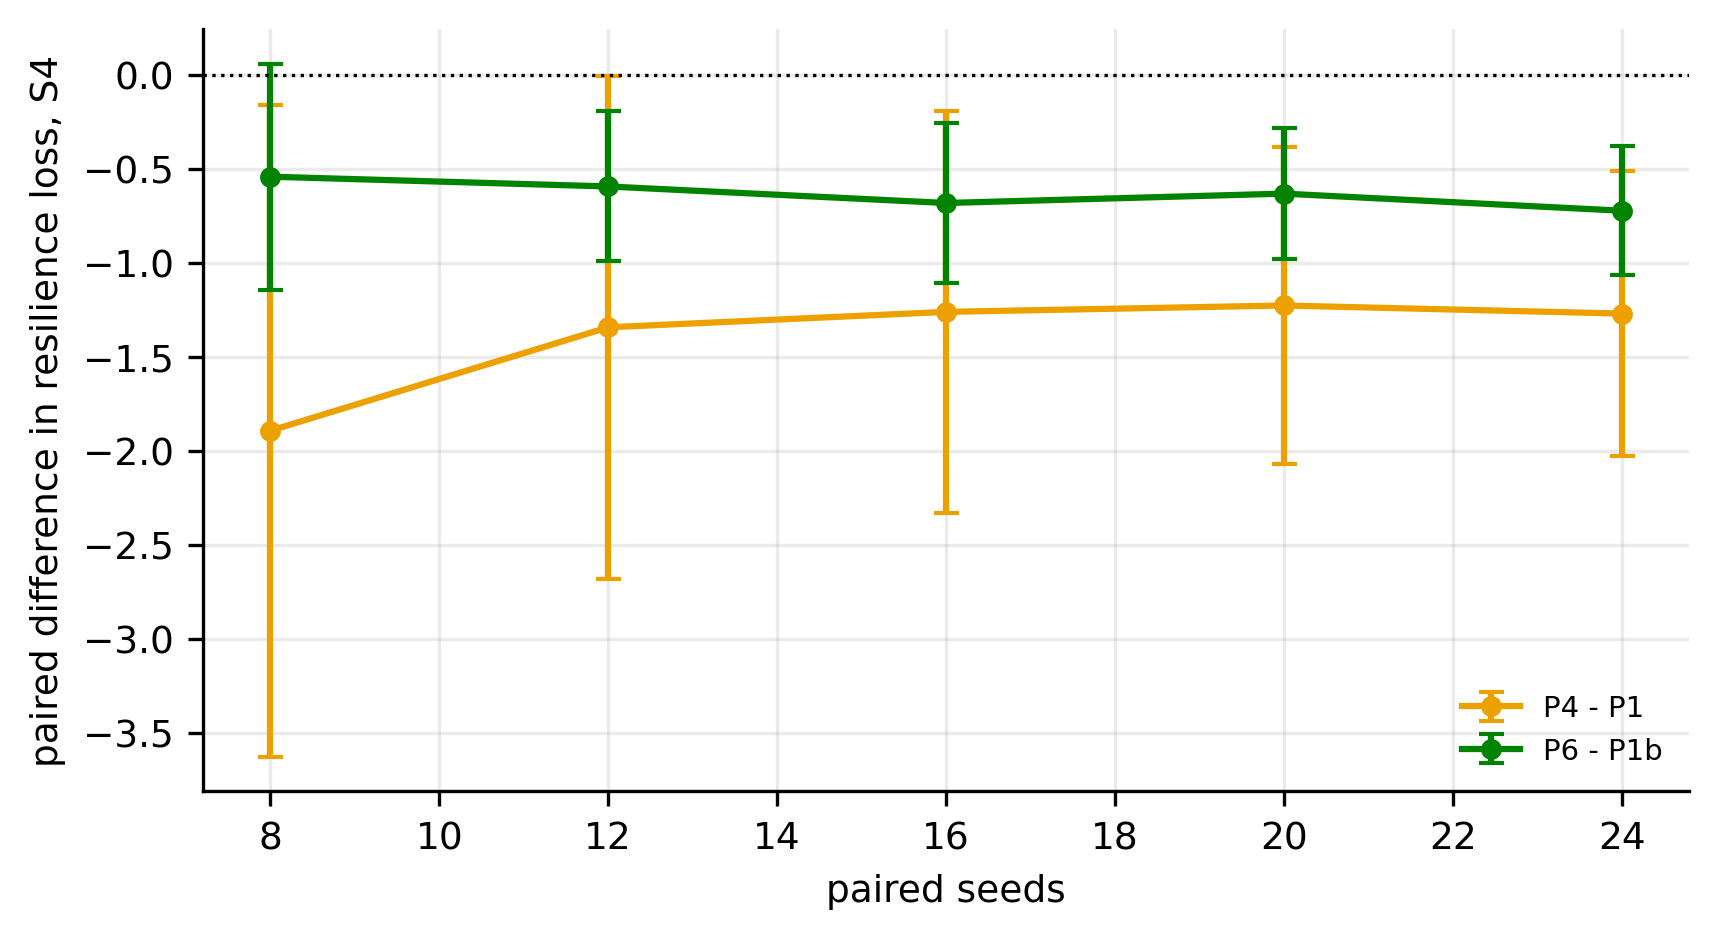 paired difference in resilience loss, S4
0.0
−0.5
−1.0
−1.5
−2.0
−2.5
−3.0
−3.5
P4 - P1
P6 - P1b
8 10 12 14 16 18 20 22 24
paired seeds